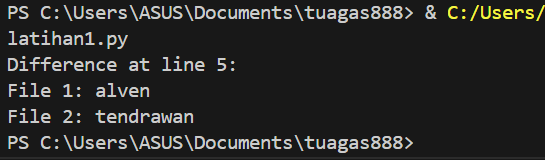 PS C:\Users\ASUS\Documents\tuagas888> & C:/Users/
latihan1.py
Difference at line 5:
File 1: alven
File 2: tendrawan
PS C:\Users\ASUS\Documents\tuagas888>